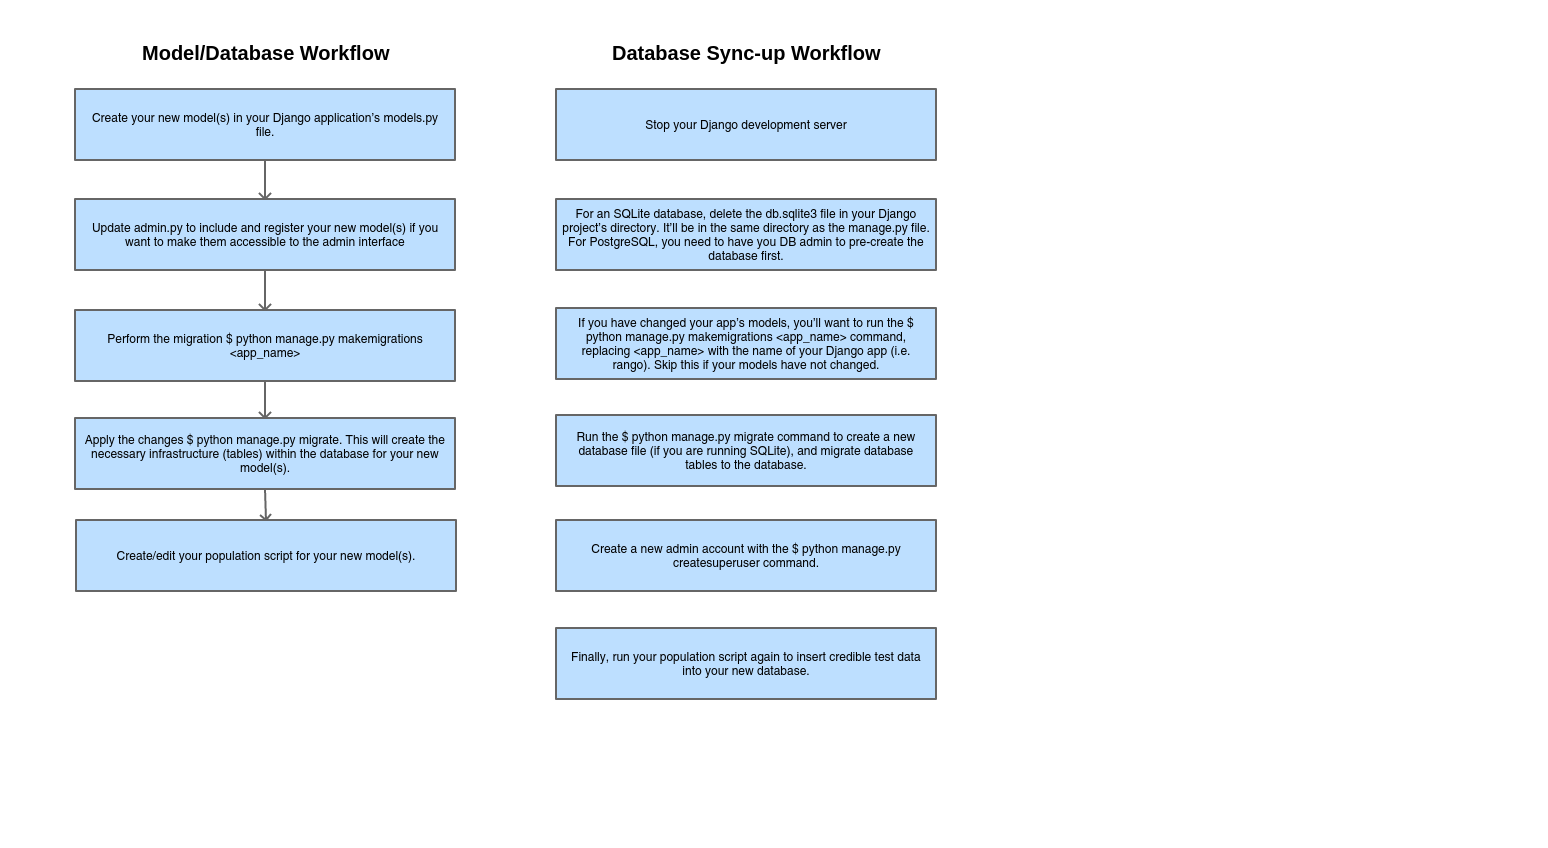 Model/Database Workflow
Create your new model(s) in your Django application's models.py
file.
Update admin.py to include and register your new model(s) if you
want to make them accessible to the admin interface
Perform the migration $ python manage.py makemigrations
<app_name>
Apply the changes $ python manage.py migrate. This will create the
necessary infrastructure (tables) within the database for your new
model(s).
Create/edit your population script for your new model(s).
Database Sync-up Workflow
Stop your Django development server
For an SQLite database, delete the db.sqlite3 file in your Django
project's directory. It'll be in the same directory as the manage.py file.
For PostgreSQL, you need to have you DB admin to pre-create the
database first.
If you have changed your app's models, you'll want to run the $
python manage.py makemigrations <app_name> command,
replacing <app_name> with the name of your Django app (i.e.
rango). Skip this if your models have not changed.
Run the $ python manage.py migrate command to create a new
database file (if you are running SQLite), and migrate database
tables to the database.
Create a new admin account with the $ python manage.py
createsuperuser command.
Finally, run your population script again to insert credible test data
into your new database.